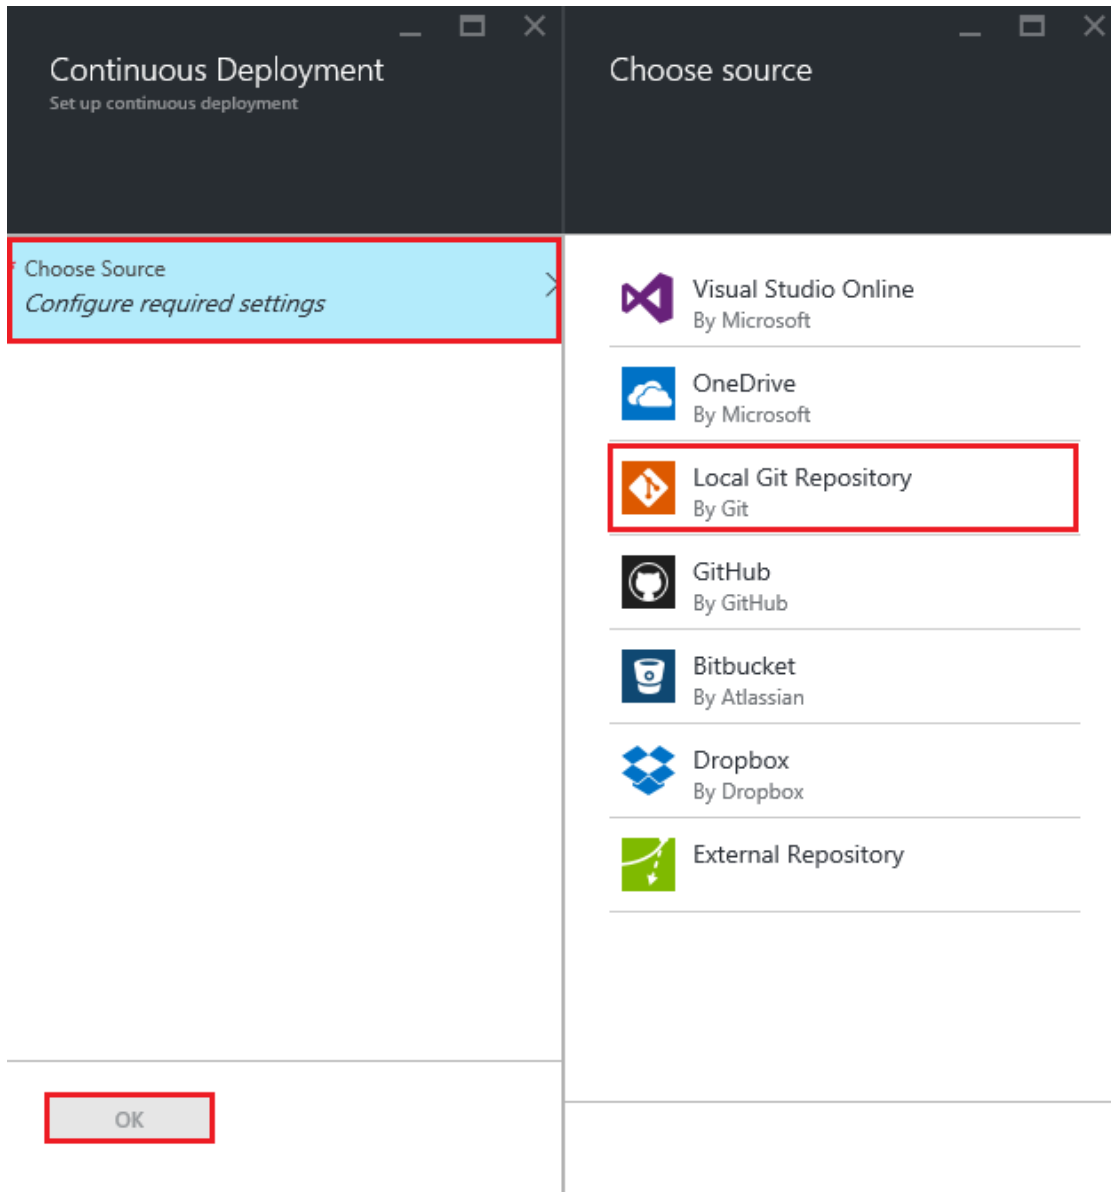 Continuous Deployment
Set up continuous deployment
* Choose Source
Configure required settings
OK
Choose source
Visual Studio Online
By Microsoft
OneDrive
By Microsoft
Local Git Repository
By Git
GitHub
By GitHub
Bitbucket
By Atlassian
Dropbox
By Dropbox
External Repository